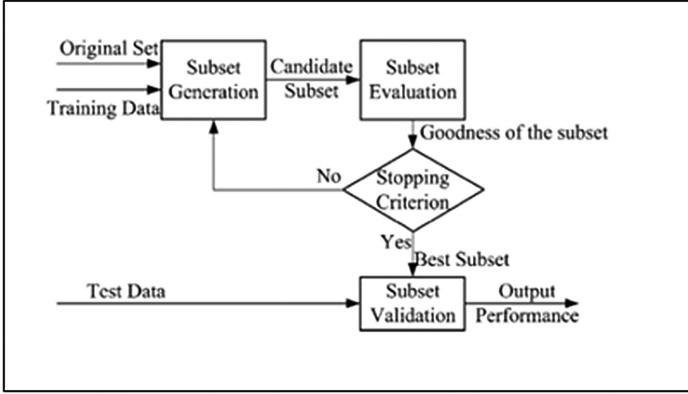 Original Set
Training Data
Subset
Generation
Candidate
Subset
Subset
Evaluation
Goodness of the subset
No
Stopping
Criterion
Yes
Best Subset
Test Data
Subset
Validation
Output
Performance